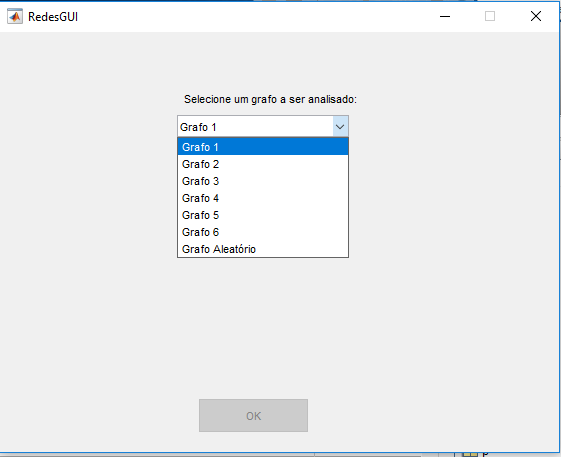 RedesGUI
Selecione um grafo a ser analisado:
Grafo 1
Grafo 1
Grafo 2
Grafo 3
Grafo 4
Grafo 5
Grafo 6
Grafo Aleatório
OK